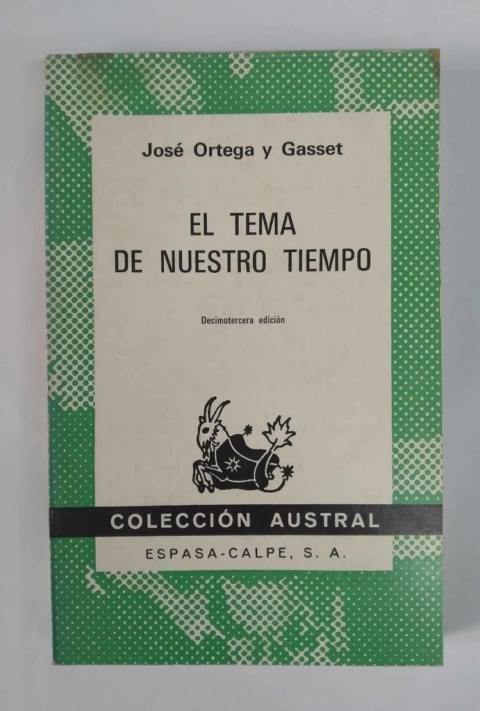 José Ortega y Gasset
EL TEMA
DE NUESTRO TIEMPO
Decimotercera edición
COLECCIÓN AUSTRAL
ESPASA-CALPE, S. A.